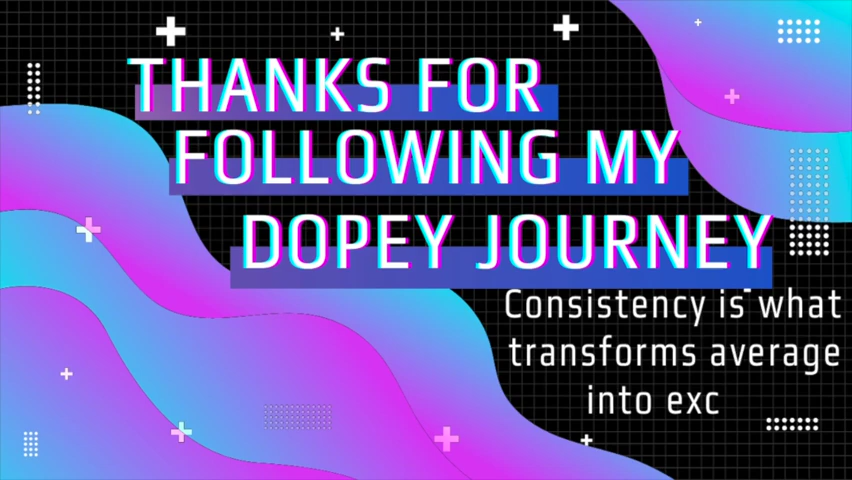 THANKS FOR
FOLLOWING MY
DOPEY JOURNEY
Consistency is what
transforms average
into exc